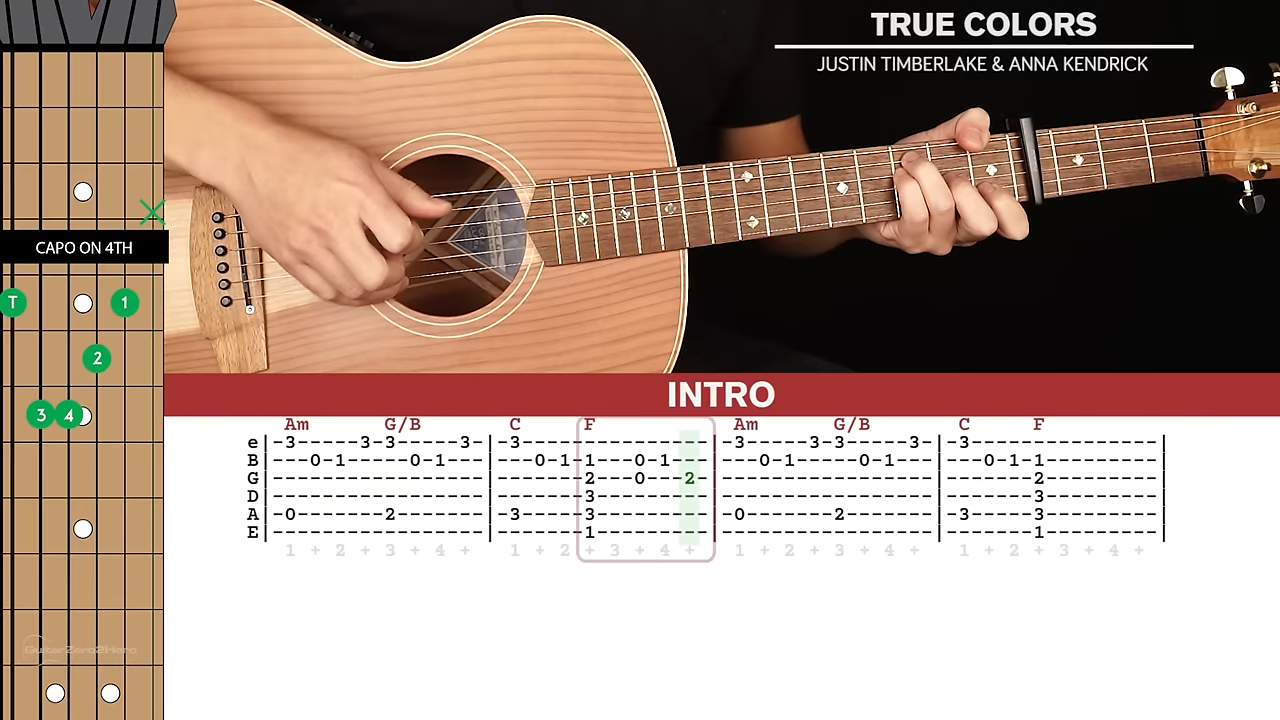 TRUE COLORS
JUSTIN TIMBERLAKE & ANNA KENDRICK
CAPO ON 4TH
T 1
2
3 4
INTRO
Am G/B C F Am G/B C F
e|-3-----3-3-----3-|-3---------------|-3-----3-3-----3-|-3---------------|
B|---0-1-----0-1---|---0-1-1---0-1---|---0-1-----0-1---|---0-1-1---------|
G|-----------------|-------2---0---2-|-----------------|-------2---------|
D|-----------------|-------3---------|-----------------|-------3---------|
A|-0-------2-------|-3-----3---------|-0-------2-------|-3-----3---------|
E|-----------------|-------1---------|-----------------|-------1---------|
1 + 2 + 3 + 4 + 1 + 2 + 3 + 4 + 1 + 2 + 3 + 4 + 1 + 2 + 3 + 4 +
GuitarZero2Hero